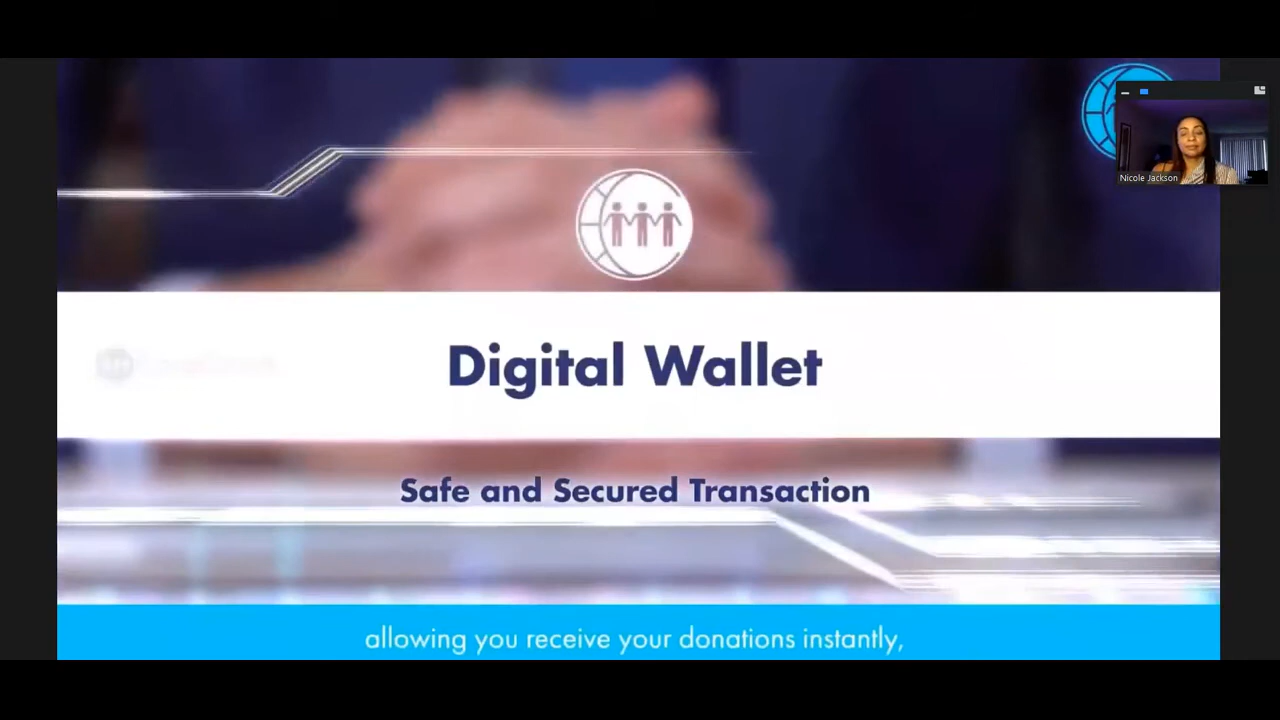 Nicole Jackson
Digital Wallet
Safe and Secured Transaction
allowing you receive your donations instantly,